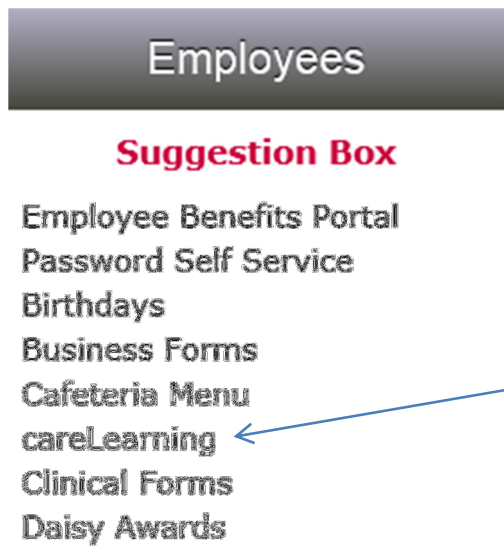 Employees
Suggestion Box
Employee Benefits Portal
Password Self Service
Birthdays
Business Forms
Cafeteria Menu
careLearning
Clinical Forms
Daisy Awards